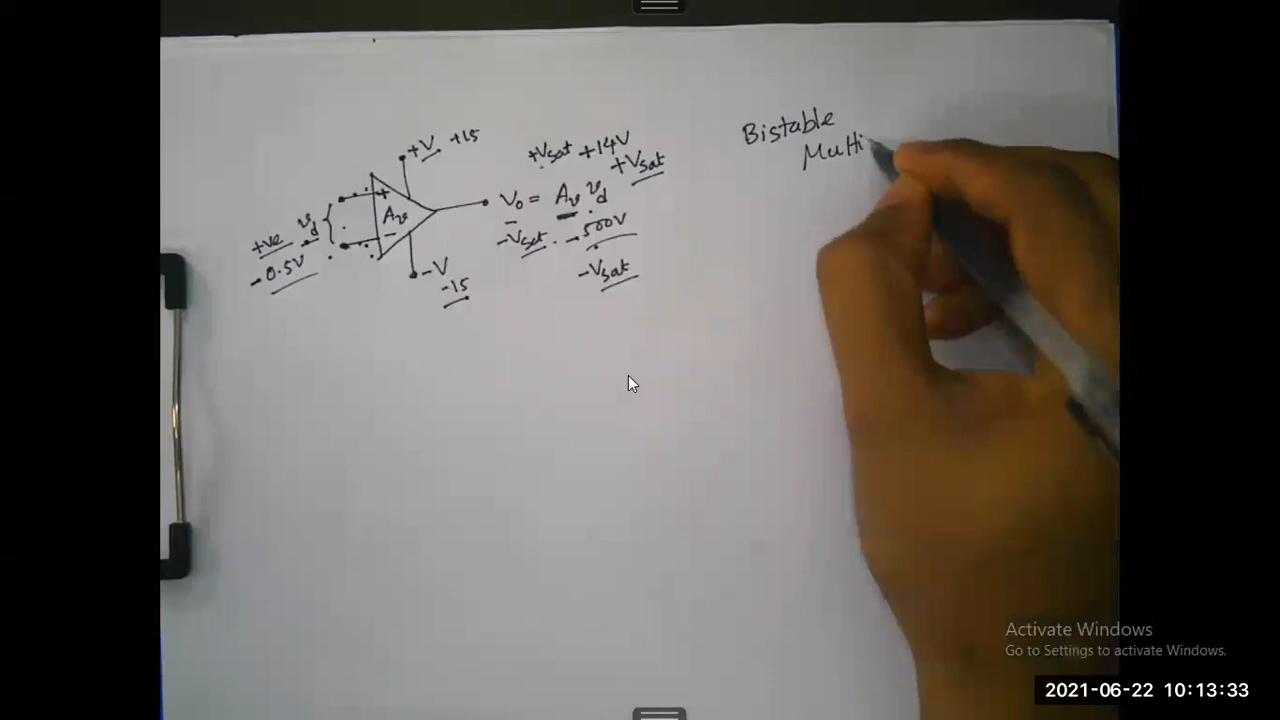 +V +15
+Vsat +14V
+Vsat
+
Av
-
V0 = Av vd
+ve vd
-0.5V
-Vsat -500V
-Vsat
-V
-15
Bistable
Multi
Activate Windows
Go to Settings to activate Windows.
2021-06-22 10:13:33